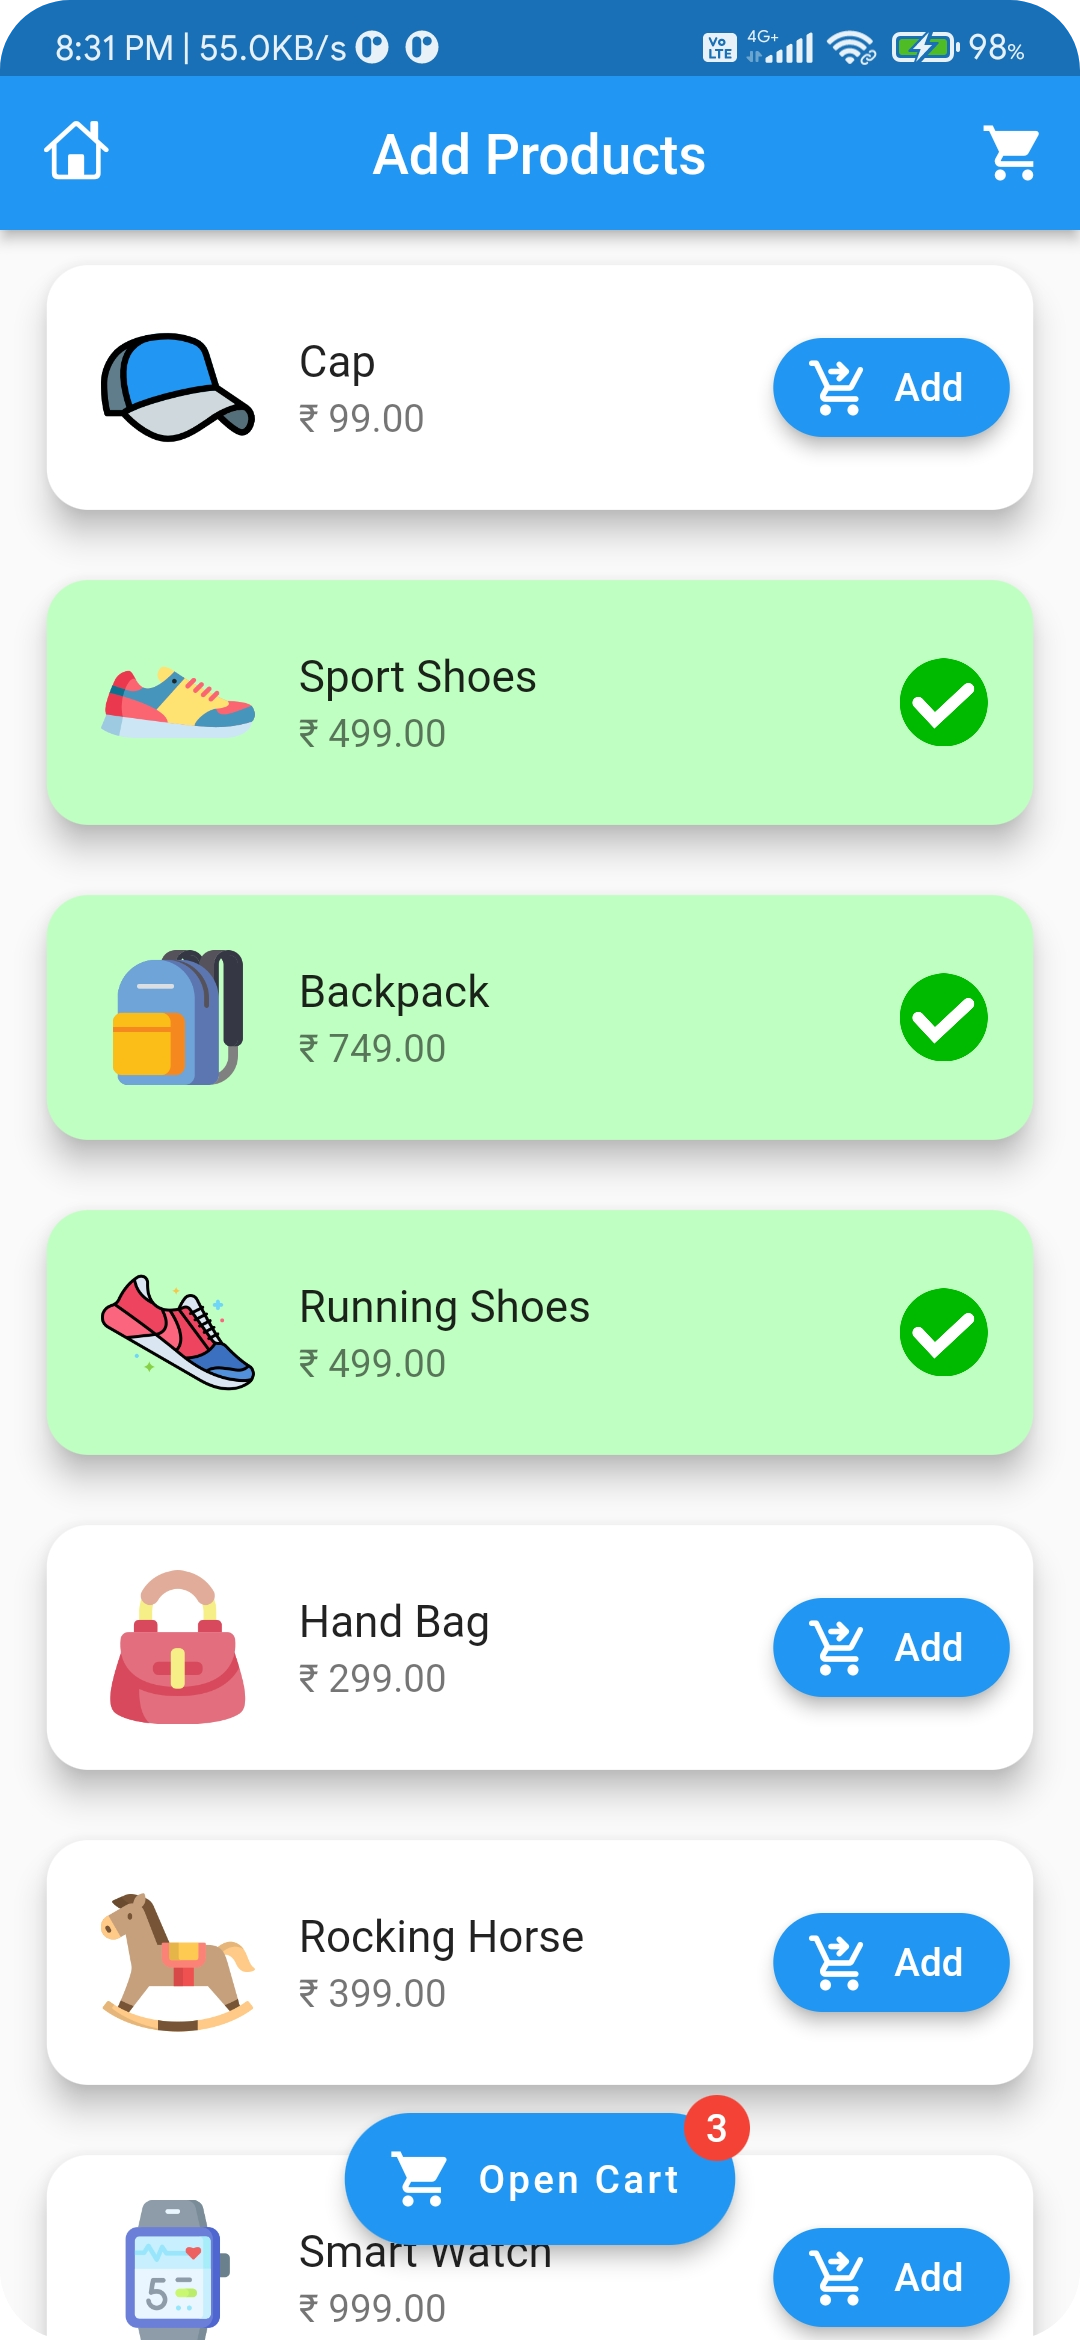 8:31 PM | 55.0KB/s Vo LTE 4G+ 98%
Add Products
Cap
₹ 99.00
Add
Sport Shoes
₹ 499.00
Backpack
₹ 749.00
Running Shoes
₹ 499.00
Hand Bag
₹ 299.00
Add
Rocking Horse
₹ 399.00
Add
3
Open Cart
Smart Watch
5
₹ 999.00
Add